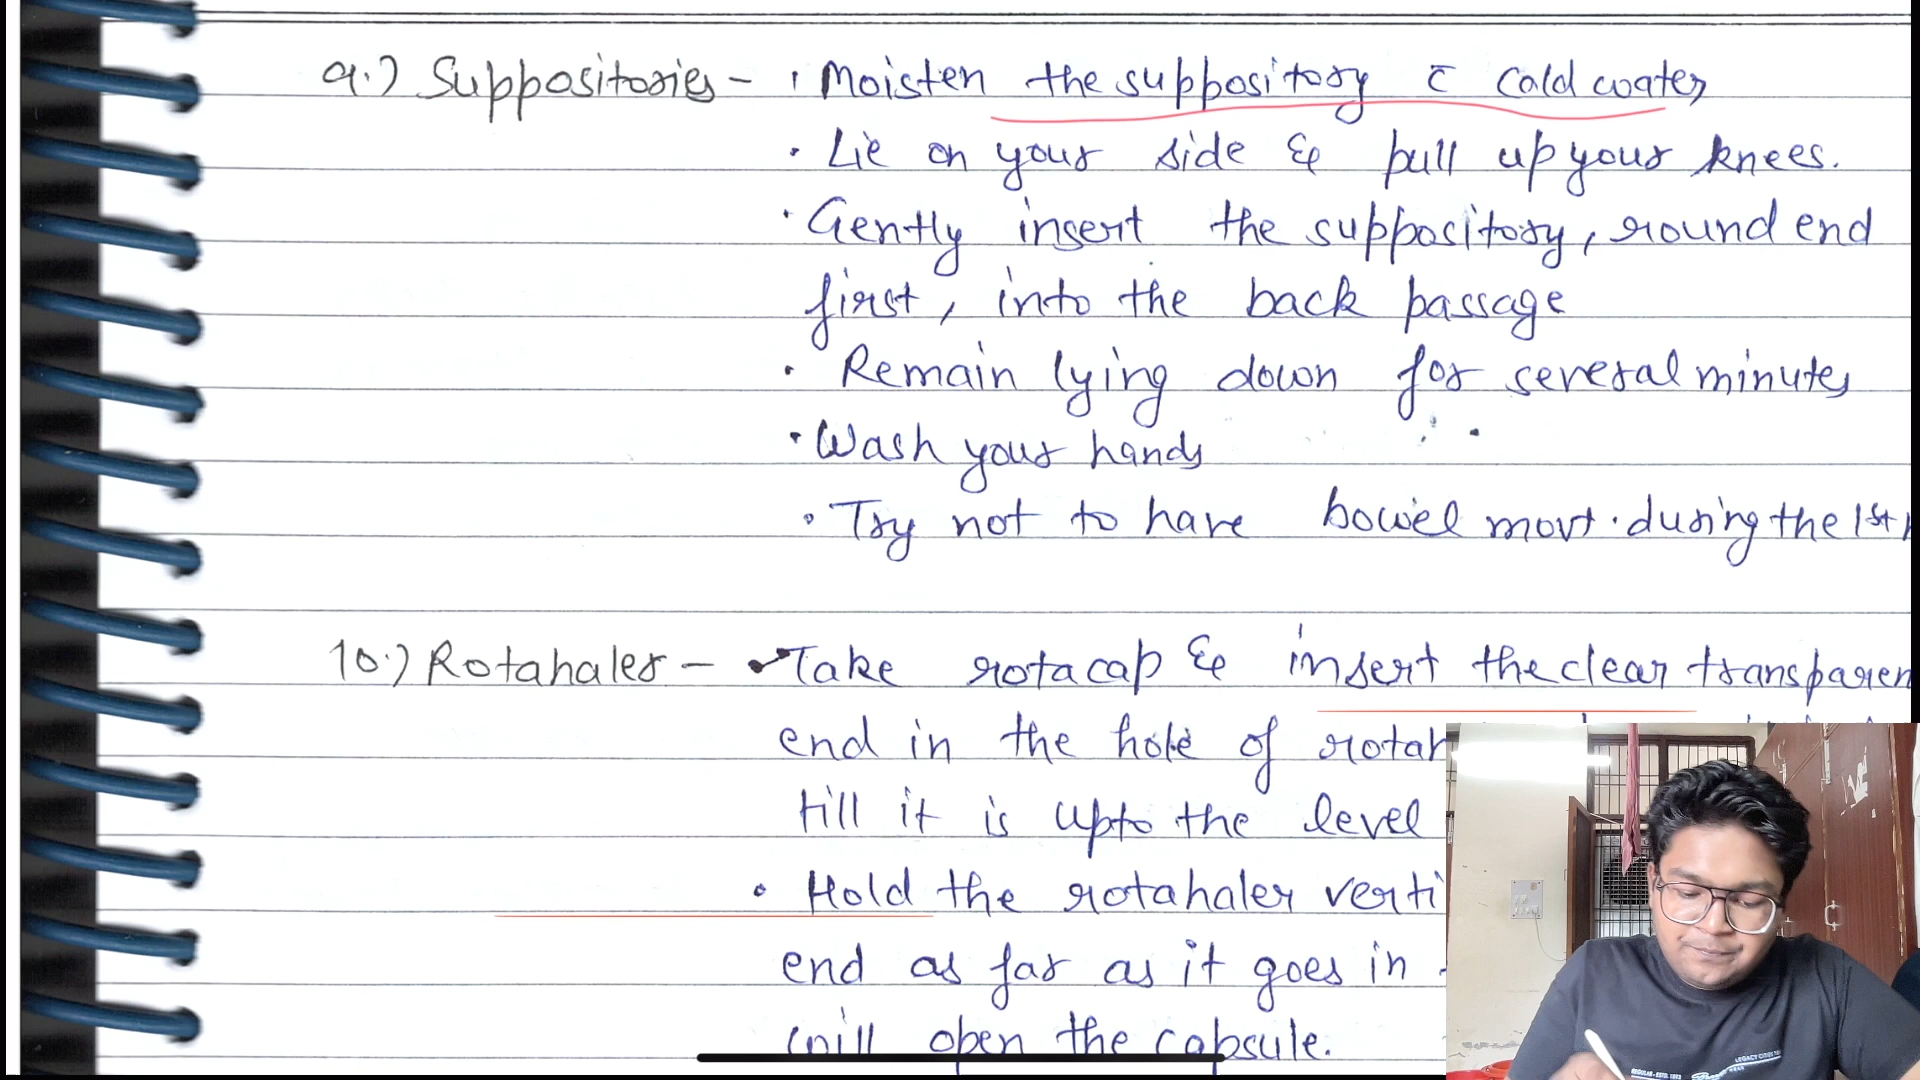 9.) Suppositories - · Moisten the suppository c̄ cold water
· Lie on your side & pull up your knees.
· Gently insert the suppository, round end
first, into the back passage
· Remain lying down for several minutes
· Wash your hands
· Try not to have bowel movt. during the 1st
10.) Rotahaler - Take rotacap & insert the clear transparen
end in the hole of rotah
till it is upto the level
· Hold the rotahaler verti
end as far as it goes in
will open the capsule.
LEGACY